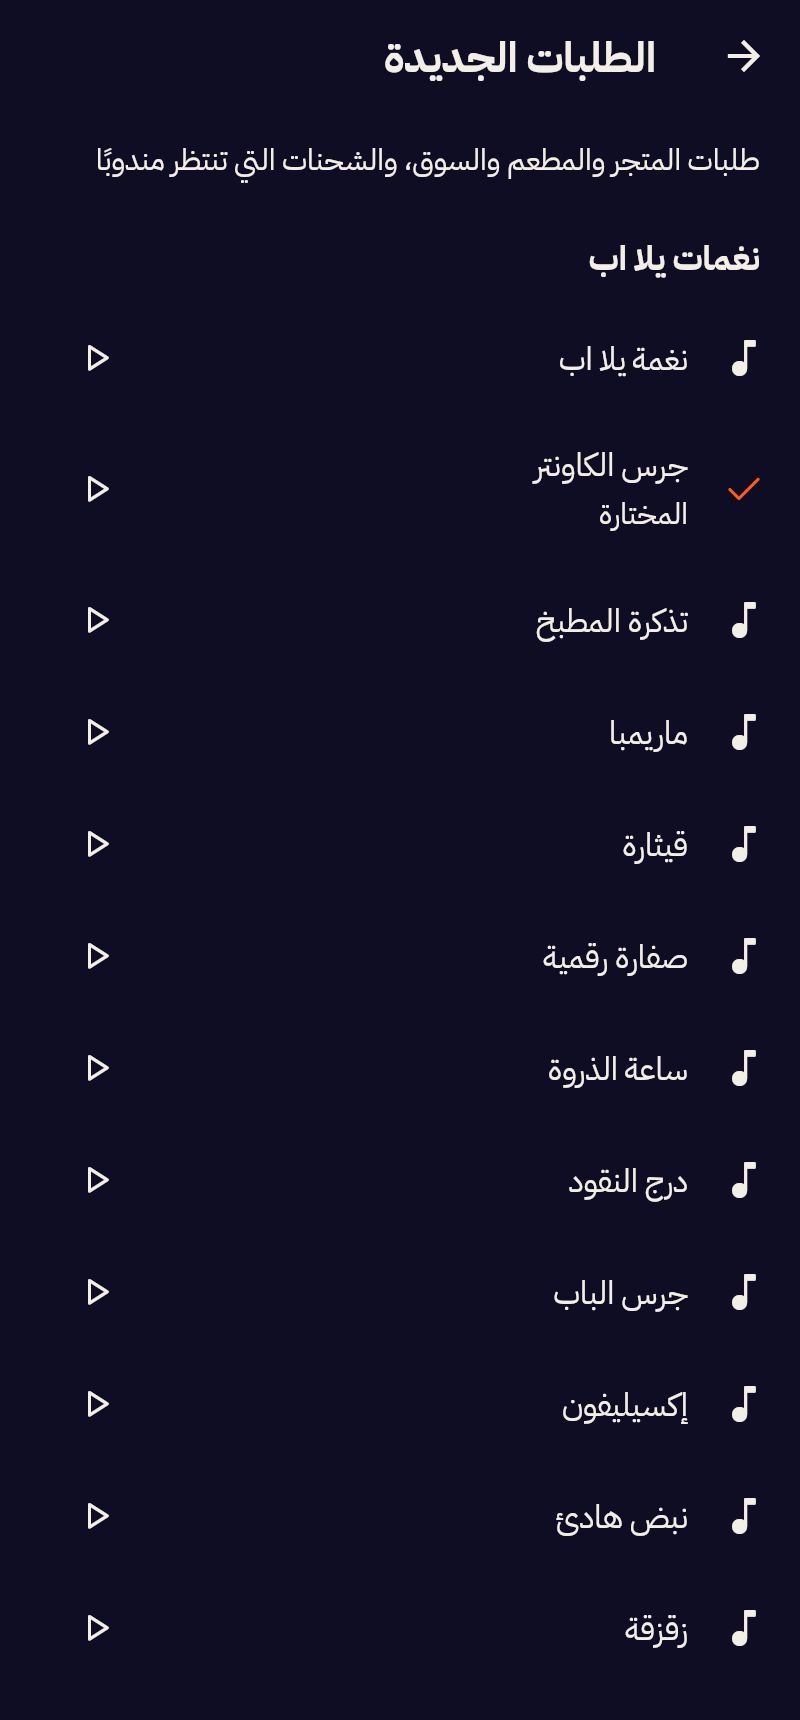 الطلبات الجديدة
طلبات المتجر والمطعم والسوق، والشحنات التي تنتظر مندوبًا
نغمات يلا اب
نغمة يلا اب
جرس الكاونتر
المختارة
تذكرة المطبخ
ماريمبا
قيثارة
صفارة رقمية
ساعة الذروة
درج النقود
جرس الباب
إكسيليفون
نبض هادئ
زقزقة